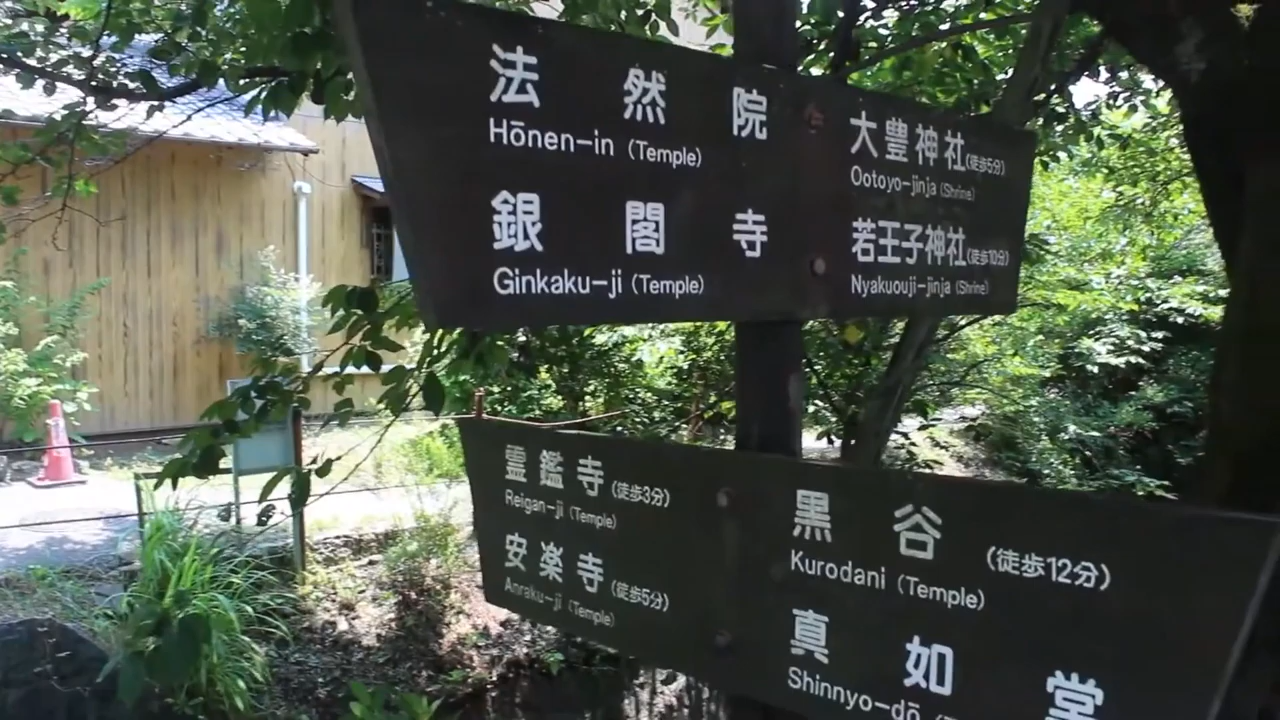 法然院
Hōnen-in (Temple)
銀閣寺
Ginkaku-ji (Temple)
大豊神社(徒歩5分)
Ootoyo-jinja (Shrine)
若王子神社(徒歩10分)
Nyakuouji-jinja (Shrine)
霊鑑寺(徒歩3分)
Reigan-ji (Temple)
安楽寺(徒歩5分)
Anraku-ji (Temple)
黒谷 (徒歩12分)
Kurodani (Temple)
真如堂
Shinnyo-dō